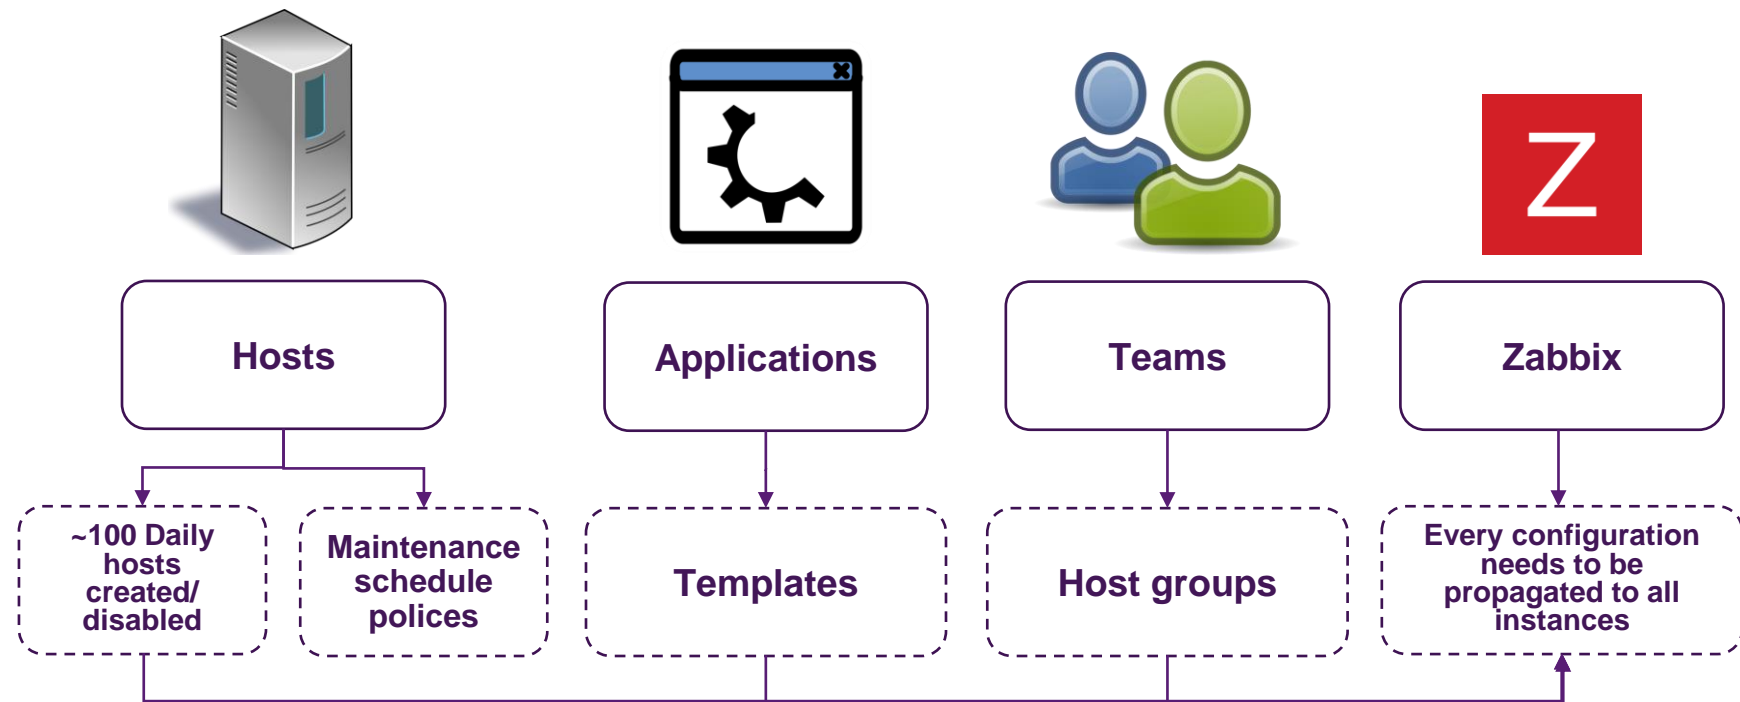 Z
Hosts
Applications
Teams
Zabbix
~100 Daily
hosts
created/
disabled
Maintenance
schedule
polices
Templates
Host groups
Every configuration
needs to be
propagated to all
instances